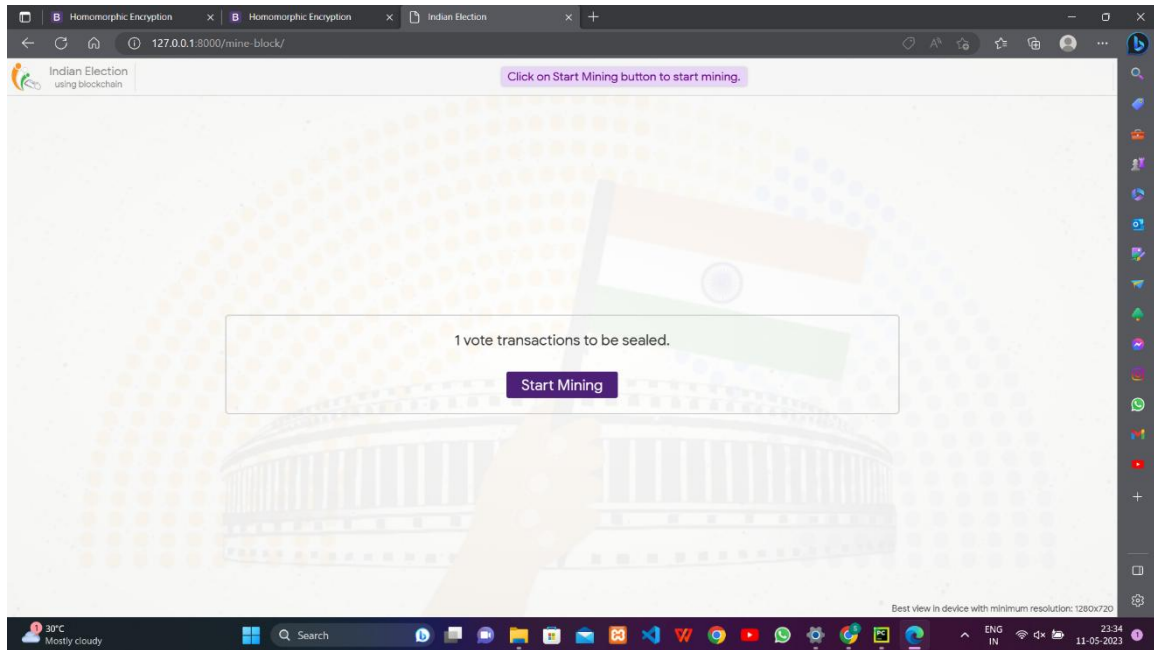 Homomorphic Encryption
Homomorphic Encryption
Indian Election
127.0.0.1:8000/mine-block/
Indian Election
using blockchain
Click on Start Mining button to start mining.
1 vote transactions to be sealed.
Start Mining
Best view in device with minimum resolution: 1280x720
30°C
Mostly cloudy
Search
ENG
IN
23:34
11-05-2023